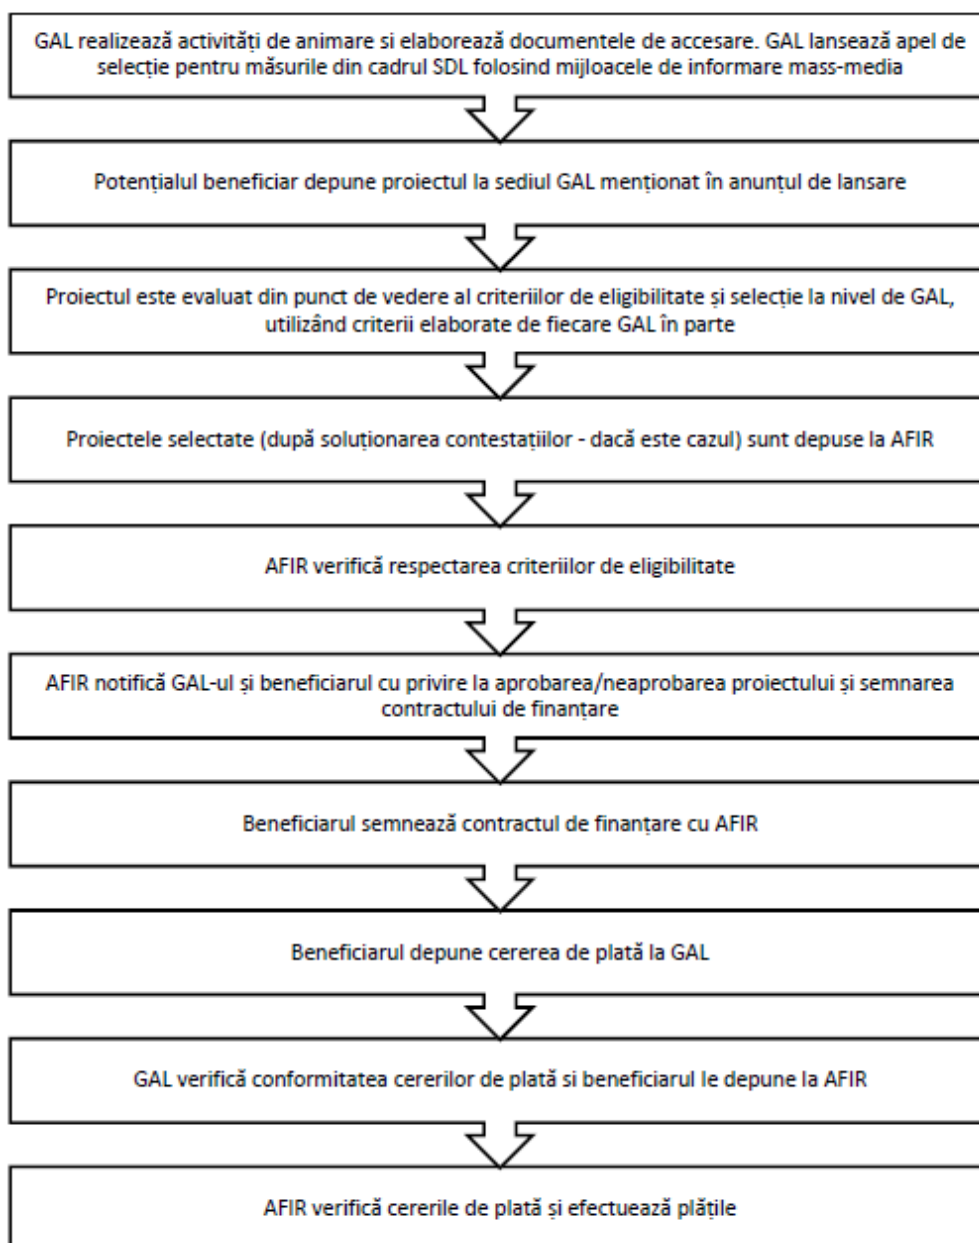 GAL realizează activități de animare si elaborează documentele de accesare. GAL lansează apel de
selecție pentru măsurile din cadrul SDL folosind mijloacele de informare mass-media
Potențialul beneficiar depune proiectul la sediul GAL menționat în anunțul de lansare
Proiectul este evaluat din punct de vedere al criteriilor de eligibilitate și selecție la nivel de GAL,
utilizând criterii elaborate de fiecare GAL în parte
Proiectele selectate (după soluționarea contestațiilor - dacă este cazul) sunt depuse la AFIR
AFIR verifică respectarea criteriilor de eligibilitate
AFIR notifică GAL-ul și beneficiarul cu privire la aprobarea/neaprobarea proiectului și semnarea
contractului de finanțare
Beneficiarul semnează contractul de finanțare cu AFIR
Beneficiarul depune cererea de plată la GAL
GAL verifică conformitatea cererilor de plată si beneficiarul le depune la AFIR
AFIR verifică cererile de plată și efectuează plățile